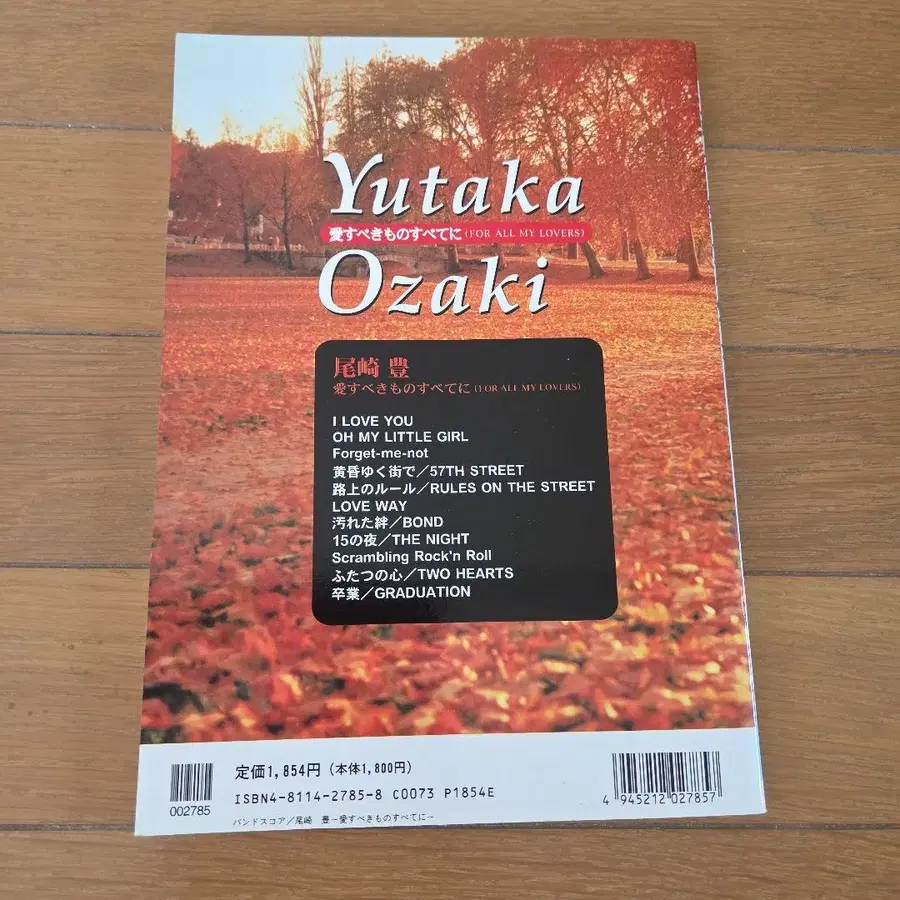 Yutaka
愛すべきものすべてに(FOR ALL MY LOVERS)
Ozaki
尾崎 豊
愛すべきものすべてに(FOR ALL MY LOVERS)
I LOVE YOU
OH MY LITTLE GIRL
Forget-me-not
黄昏ゆく街で／57TH STREET
路上のルール／RULES ON THE STREET
LOVE WAY
汚れた絆／BOND
15の夜／THE NIGHT
Scrambling Rock'n Roll
ふたつの心／TWO HEARTS
卒業／GRADUATION
定価1,854円（本体1,800円）
ISBN4-8114-2785-8 C0073 P1854E
002785
4 945212 027857
バンドスコア／尾崎 豊－愛すべきものすべてに－